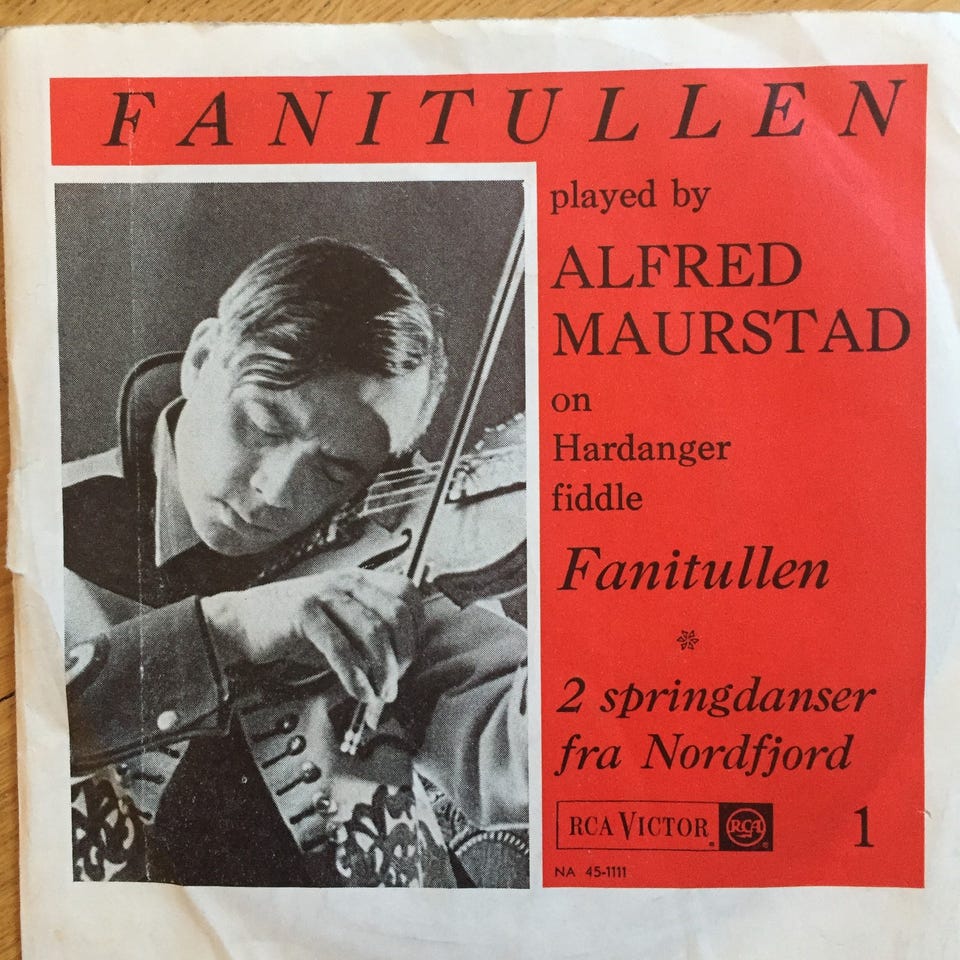 FANITULLEN
played by
ALFRED
MAURSTAD
on
Hardanger
fiddle
Fanitullen
2 springdanser
fra Nordfjord
RCA VICTOR RCA 1
NA 45-1111